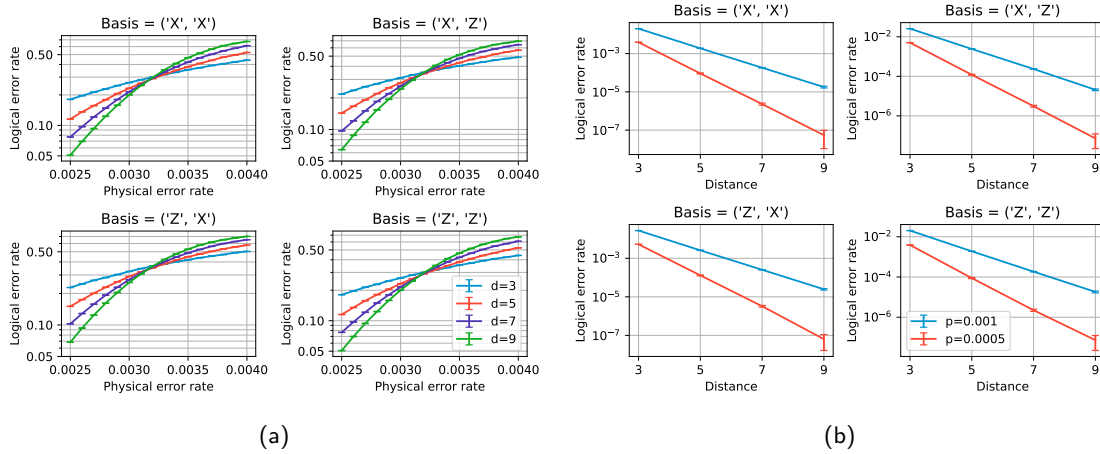 Basis = ('X', 'X')
Logical error rate
0.50
0.10
0.05
0.0025 0.0030 0.0035 0.0040
Physical error rate
Basis = ('X', 'Z')
Logical error rate
0.50
0.10
0.05
0.0025 0.0030 0.0035 0.0040
Physical error rate
Basis = ('Z', 'X')
Logical error rate
0.50
0.10
0.05
0.0025 0.0030 0.0035 0.0040
Physical error rate
Basis = ('Z', 'Z')
Logical error rate
0.50
0.10
0.05
d=3
d=5
d=7
d=9
0.0025 0.0030 0.0035 0.0040
Physical error rate
(a)
Basis = ('X', 'X')
Logical error rate
10⁻³
10⁻⁵
10⁻⁷
3 5 7 9
Distance
Basis = ('X', 'Z')
Logical error rate
10⁻²
10⁻⁴
10⁻⁶
3 5 7 9
Distance
Basis = ('Z', 'X')
Logical error rate
10⁻³
10⁻⁵
10⁻⁷
3 5 7 9
Distance
Basis = ('Z', 'Z')
Logical error rate
10⁻²
10⁻⁴
10⁻⁶
p=0.001
p=0.0005
3 5 7 9
Distance
(b)